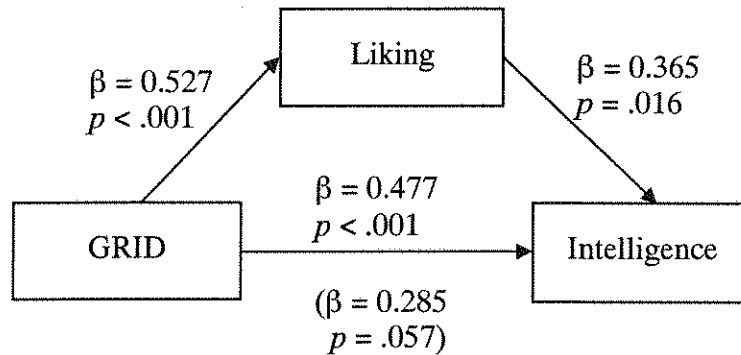 Liking
β = 0.527
p < .001
β = 0.365
p = .016
β = 0.477
p < .001
GRID
Intelligence
(β = 0.285
p = .057)